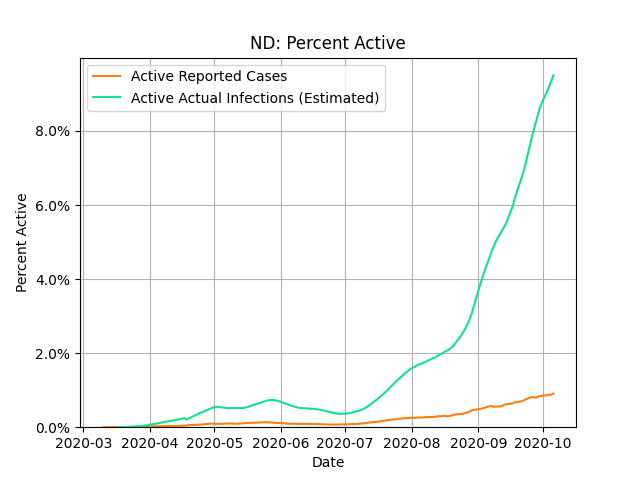 ND: Percent Active
Active Reported Cases
Active Actual Infections (Estimated)
Percent Active
8.0%
6.0%
4.0%
2.0%
0.0%
2020-03 2020-04 2020-05 2020-06 2020-07 2020-08 2020-09 2020-10
Date